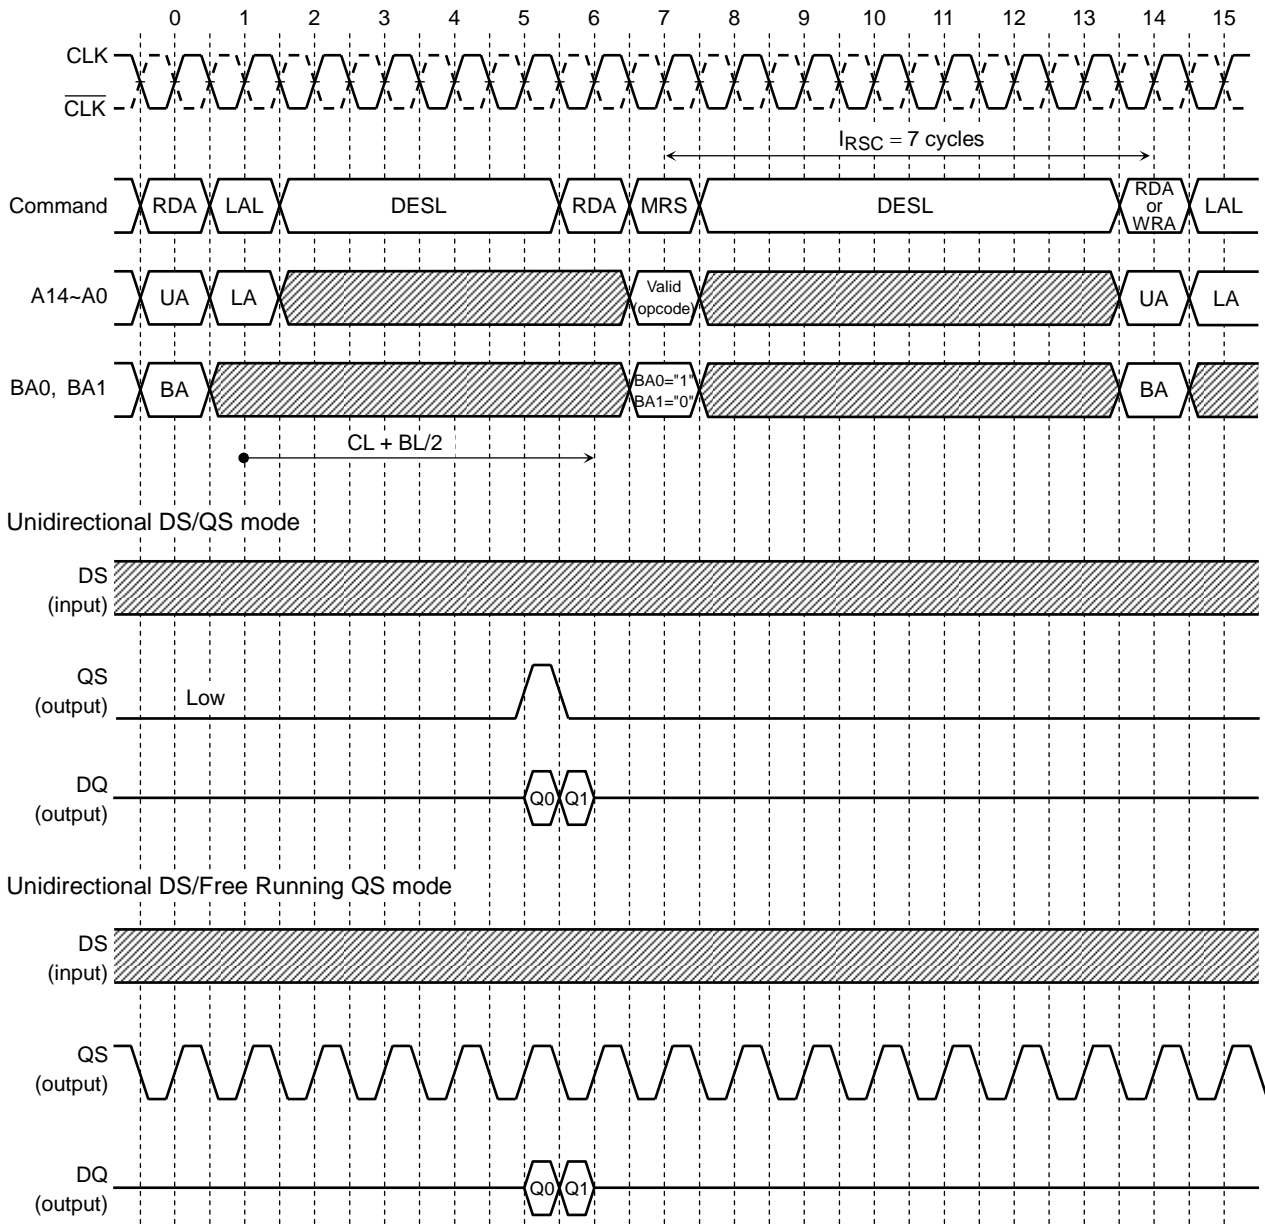 0 1 2 3 4 5 6 7 8 9 10 11 12 13 14 15
CLK
CLK
IRSC = 7 cycles
Command RDA LAL DESL RDA MRS DESL RDA or WRA LAL
A14~A0 UA LA Valid (opcode) UA LA
BA0, BA1 BA BA0="1" BA1="0" BA
CL + BL/2
Unidirectional DS/QS mode
DS
(input)
QS
(output)
Low
DQ
(output)
Q0 Q1
Unidirectional DS/Free Running QS mode
DS
(input)
QS
(output)
DQ
(output)
Q0 Q1